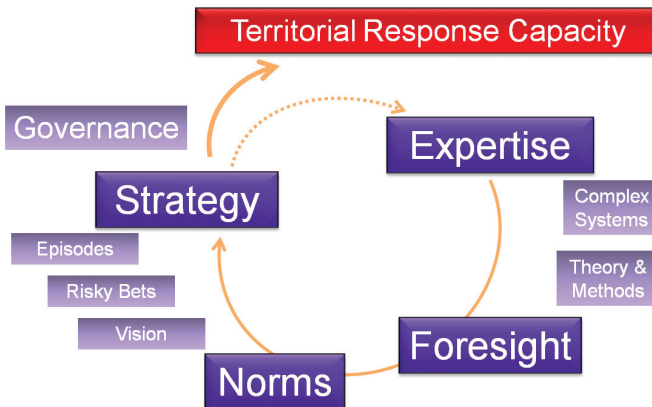 Territorial Response Capacity
Governance
Expertise
Strategy
Complex
Systems
Episodes
Theory &
Methods
Risky Bets
Vision
Foresight
Norms